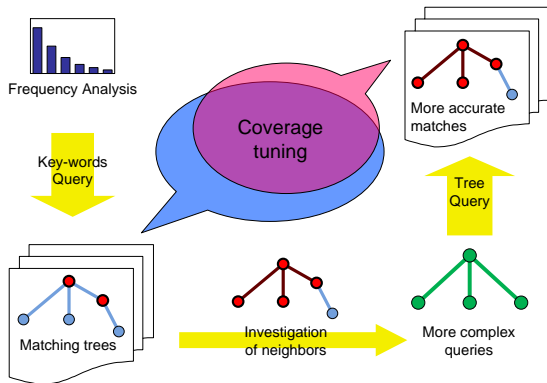 Frequency Analysis
Key-words
Query
Matching trees
Coverage
tuning
Investigation
of neighbors
More complex
queries
Tree
Query
More accurate
matches